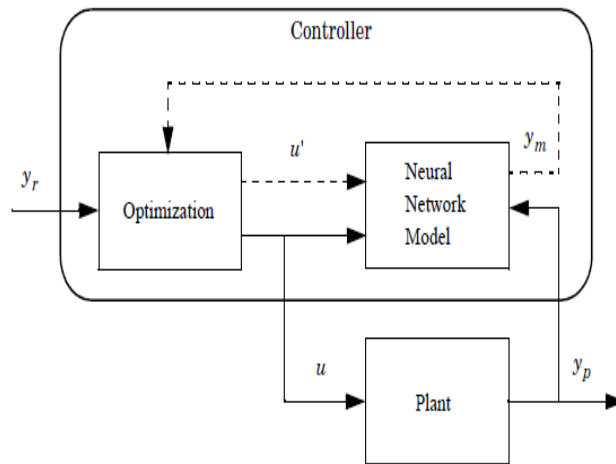 Controller
u'
y_m
y_r
Optimization
Neural
Network
Model
u
Plant
y_p